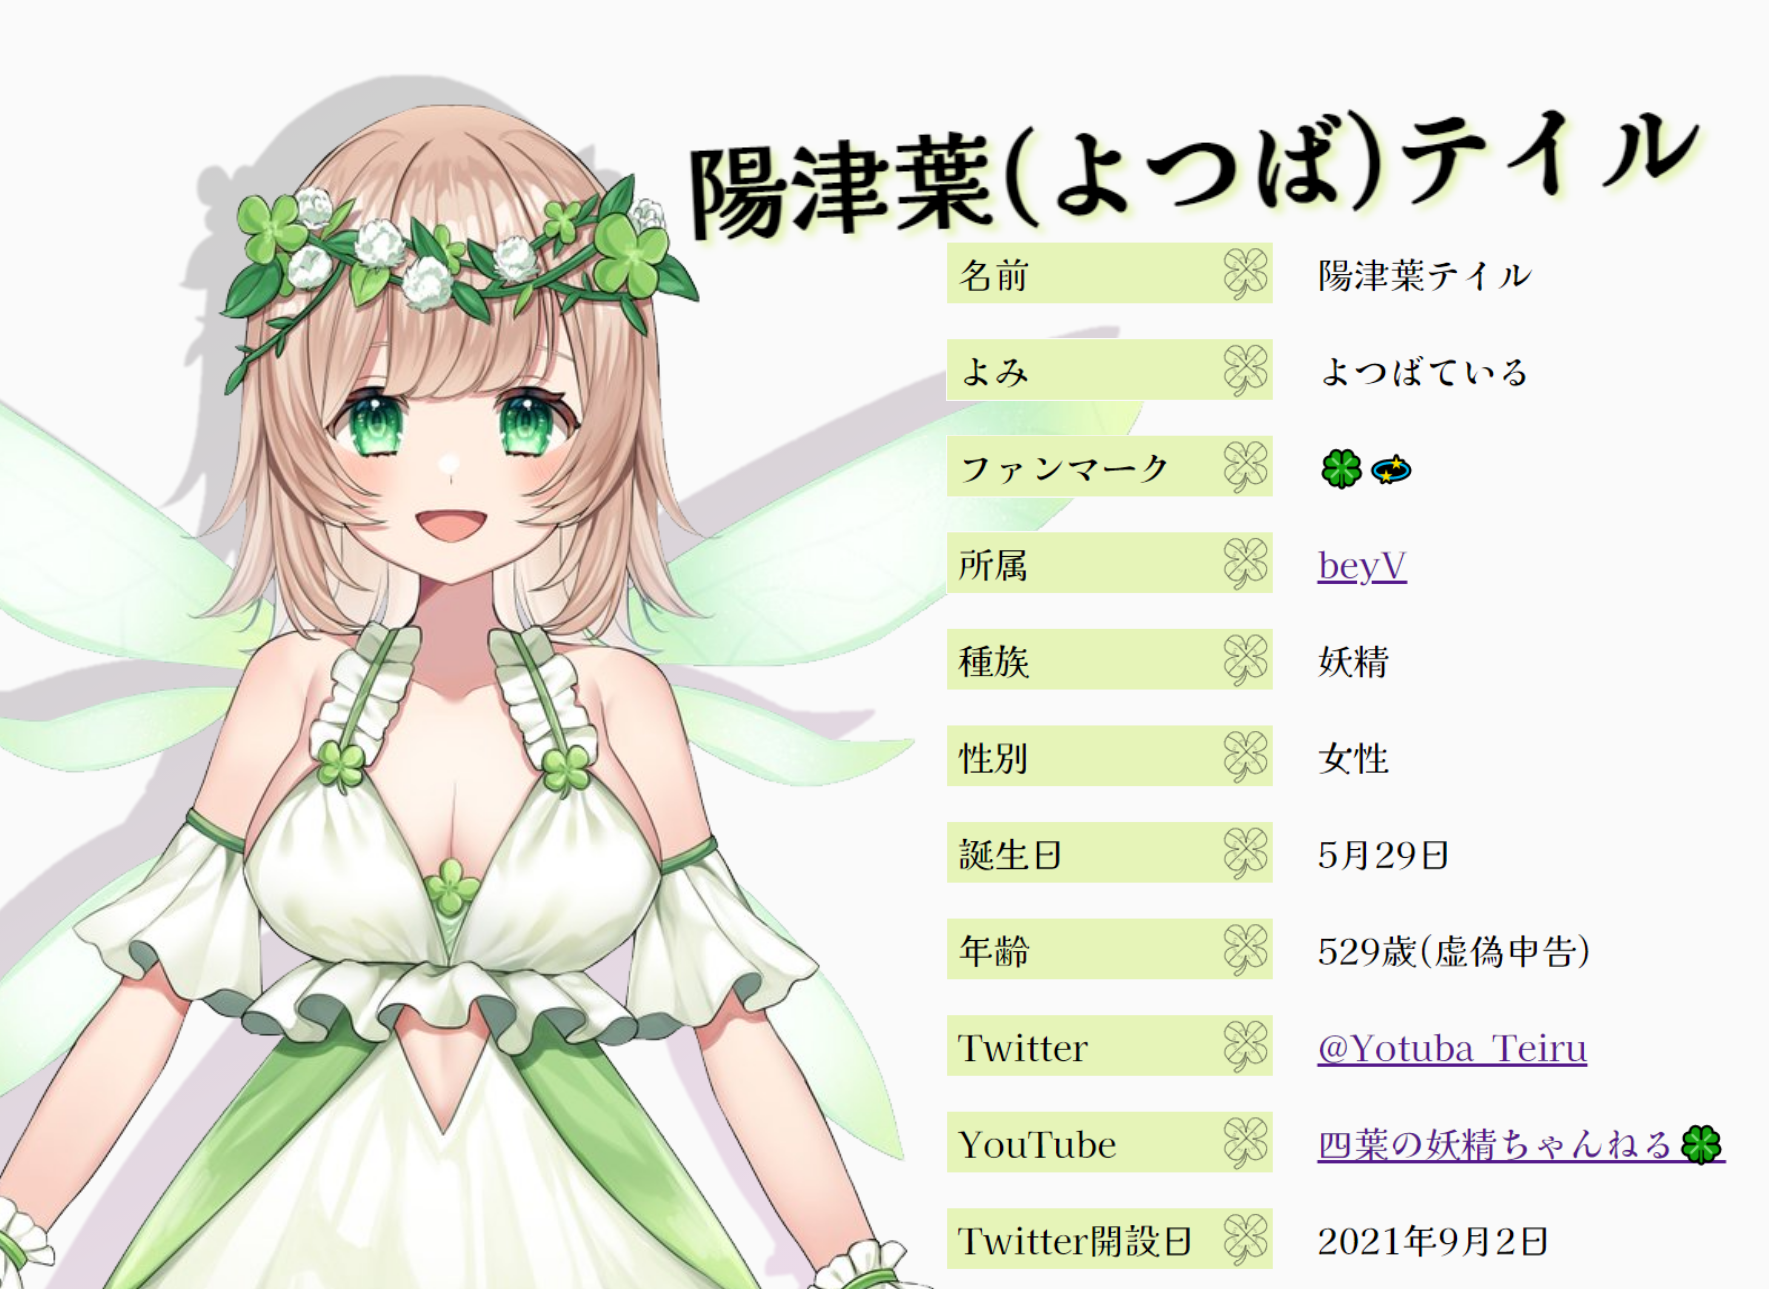 陽津葉(よつば)テイル
名前 陽津葉テイル
よみ よつばている
ファンマーク 🍀💫
所属 beyV
種族 妖精
性別 女性
誕生日 5月29日
年齢 529歳(虚偽申告)
Twitter @Yotuba_Teiru
YouTube 四葉の妖精ちゃんねる🍀
Twitter開設日 2021年9月2日